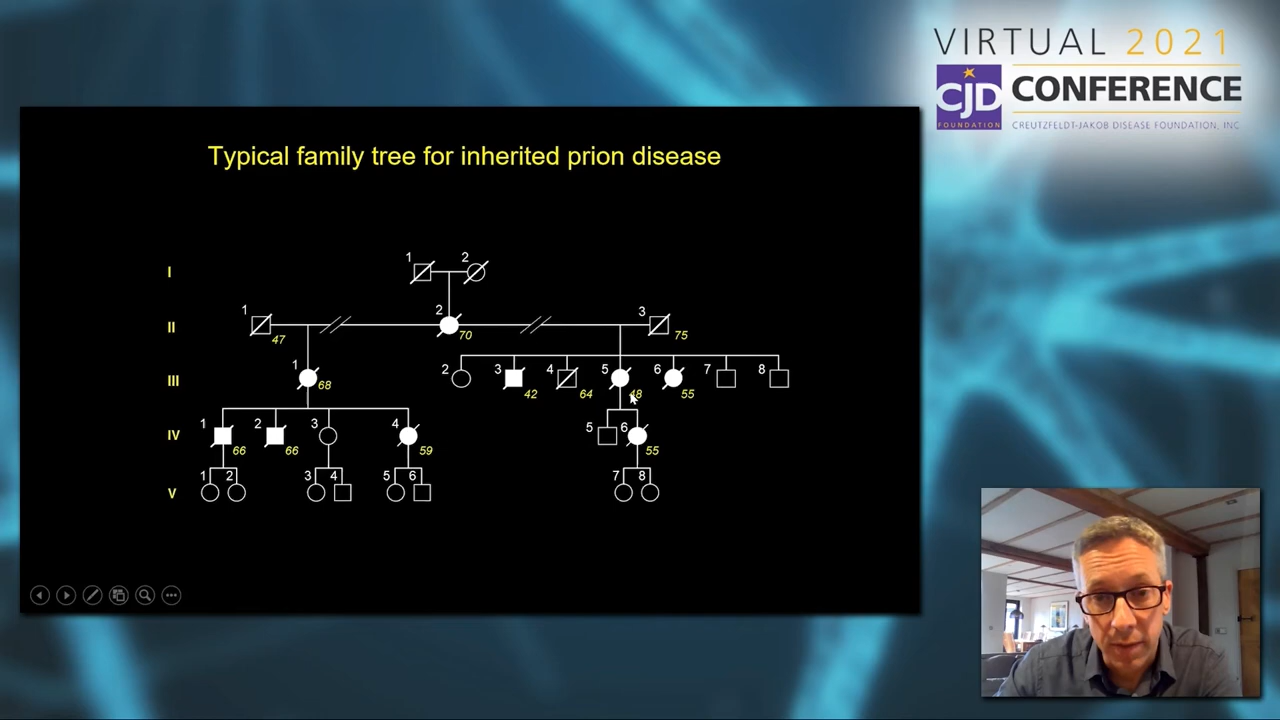 VIRTUAL 2021
CJD
FOUNDATION
CONFERENCE
CREUTZFELDT-JAKOB DISEASE FOUNDATION, INC
Typical family tree for inherited prion disease
I 1 2
II 1 47 2 70 3 75
III 1 68 2 3 42 4 64 5 48 6 55 7 8
IV 1 66 2 66 3 4 59 5 6 55
V 1 2 3 4 5 6 7 8